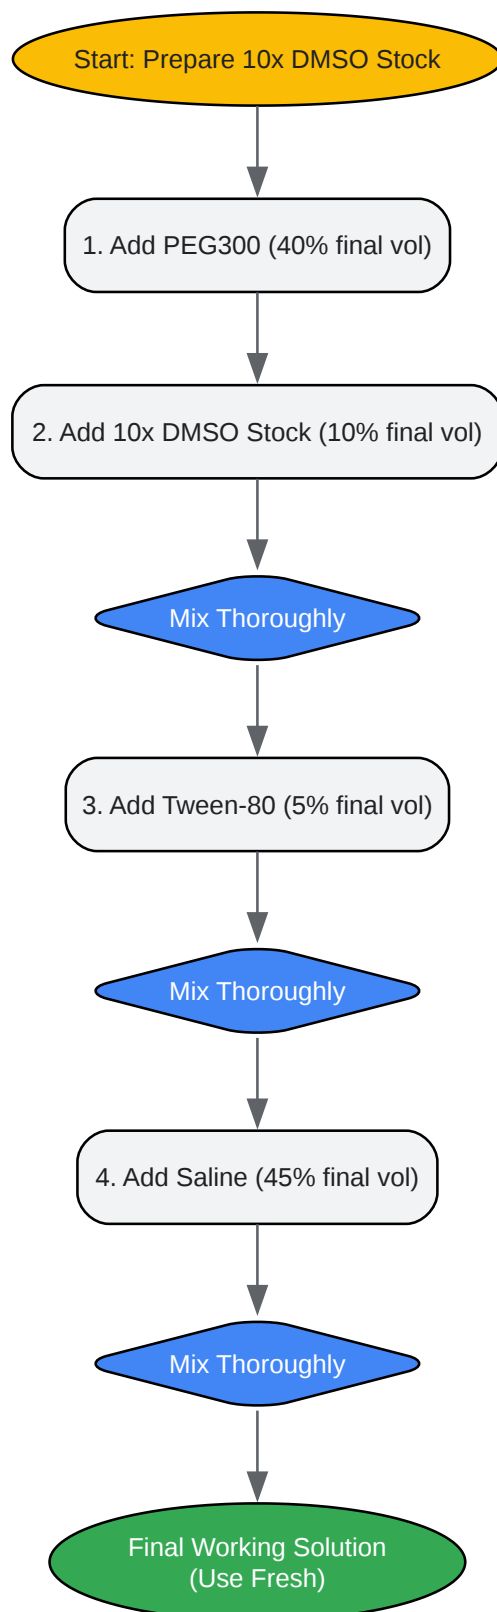 Start: Prepare 10x DMSO Stock
1. Add PEG300 (40% final vol)
2. Add 10x DMSO Stock (10% final vol)
Mix Thoroughly
3. Add Tween-80 (5% final vol)
Mix Thoroughly
4. Add Saline (45% final vol)
Mix Thoroughly
Final Working Solution
(Use Fresh)